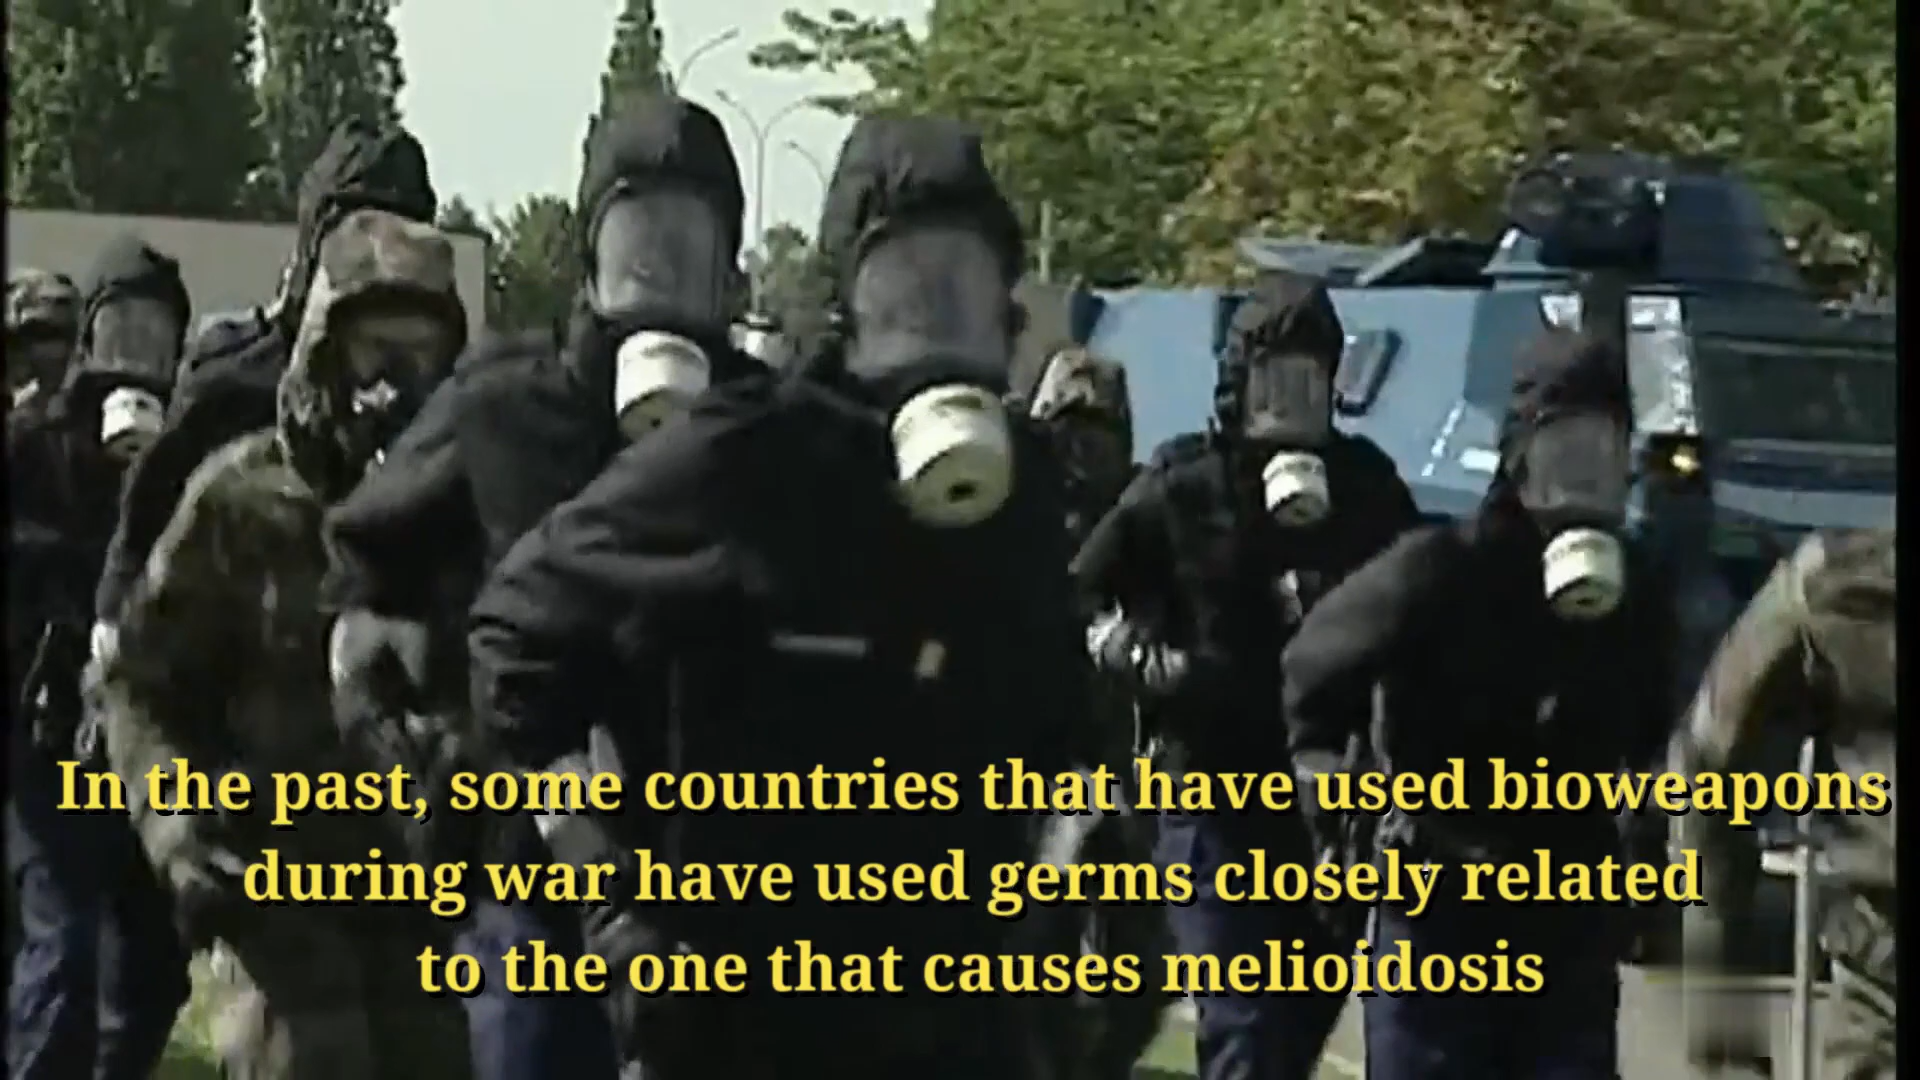 In the past, some countries that have used bioweapons
during war have used germs closely related
to the one that causes melioidosis